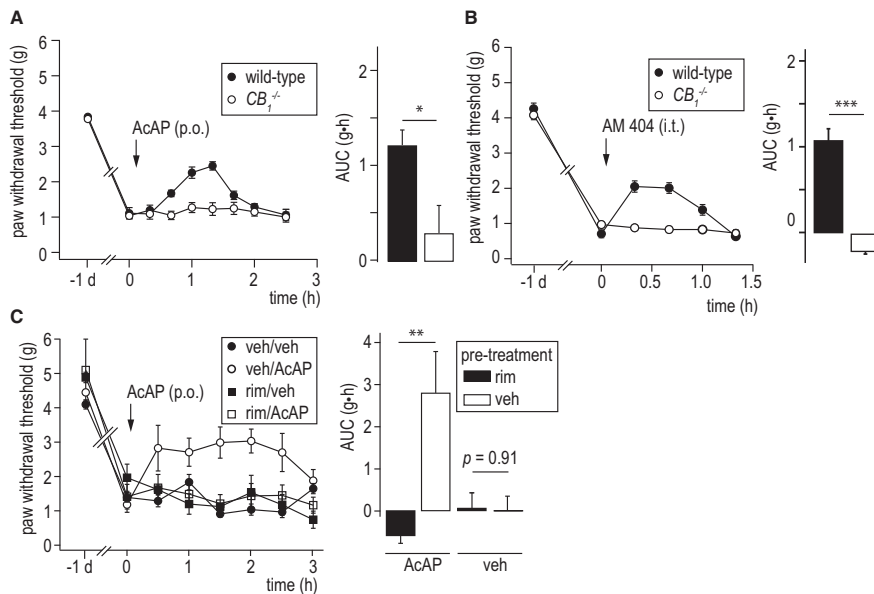 A
paw withdrawal threshold (g)
6
5
4
3
2
1
0
-1 d
0
1
2
3
time (h)
AcAP (p.o.)
wild-type
CB₁⁻/⁻
AUC (g•h)
2
1
0
*
B
paw withdrawal threshold (g)
6
5
4
3
2
1
0
-1 d
0
0.5
1.0
1.5
time (h)
AM 404 (i.t.)
wild-type
CB₁⁻/⁻
AUC (g•h)
2
1
0
***
C
paw withdrawal threshold (g)
6
5
4
3
2
1
0
-1 d
0
1
2
3
time (h)
AcAP (p.o.)
veh/veh
veh/AcAP
rim/veh
rim/AcAP
AUC (g•h)
4
3
2
1
0
**
pre-treatment
rim
veh
p = 0.91
AcAP
veh